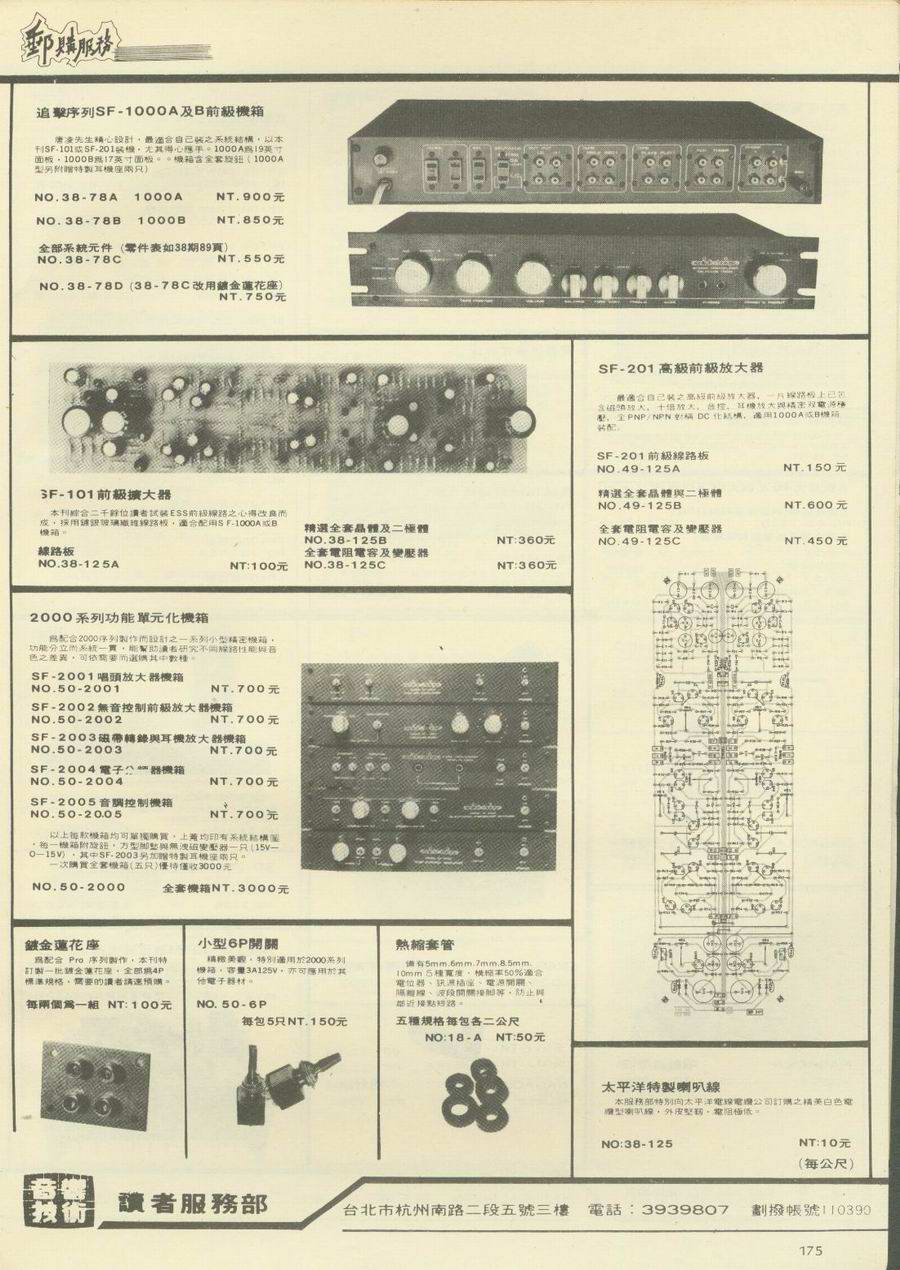 郵購服務
追擊序列SF-1000A及B前級機箱
唐凌先生精心設計，最適合自己裝之系統結構，以本
刊SF-101或SF-201裝機，尤其得心應手。1000A爲19英寸
面板，1000B爲17英寸面板。。機箱含全套旋鈕（1000A
型另附贈特製耳機座兩只）
NO.38-78A 1000A NT.900元
NO.38-78B 1000B NT.850元
全部系統元件（零件表如38期89頁）
NO.38-78C NT.550元
NO.38-78D（38-78C改用鍍金蓮花座）
NT.750元
SF-101前級擴大器
本刊綜合二千餘位讀者試裝ESS前級線路之心得改良而
成，採用鍍銀玻璃纖維線路板，適合配用SF-1000A或B
機箱。
線路板
NO.38-125A NT:100元
精選全套晶體及二極體
NO.38-125B NT:360元
全套電阻電容及變壓器
NO.38-125C NT:360元
SF-201高級前級放大器
最適合自己裝之高級前級放大器，一片線路板上已包
含磁頭放大，十倍放大，音控，耳機放大與精密双電源穩
壓，全PNP/NPN對稱DC化結構，適用1000A或B機箱
裝配。
SF-201前級線路板
NO.49-125A NT.150元
精選全套晶體與二極體
NO.49-125B NT.600元
全套電阻電容及變壓器
NO.49-125C NT.450元
2000系列功能單元化機箱
爲配合2000序列製作而設計之一系列小型精密機箱，
功能分立而系統一貫，能幫助讀者研究不同線路性能與音
色之差異，可依需要而選購其中數種。
SF-2001唱頭放大器機箱
NO.50-2001 NT.700元
SF-2002無音控制前級放大器機箱
NO.50-2002 NT.700元
SF-2003磁帶轉錄與耳機放大器機箱
NO.50-2003 NT.700元
SF-2004電子分 器機箱
NO.50-2004 NT.700元
SF-2005音調控制機箱
NO.50-2005 NT.700元
以上每款機箱均可單獨購買，上蓋均印有系統結構圖
，每一機箱附旋鈕，方型脚墊與無洩磁變壓器一只（15V—
0—15V），其中SF-2003另加贈特製耳機座兩只。
一次購買全套機箱（五只）優待僅收3000元
NO.50-2000 全套機箱NT.3000元
鍍金蓮花座
爲配合 Pro 序列製作，本刊特
訂製一批鍍金蓮花座，全部爲4P
標準規格，需要的讀者請速預購。
每兩個爲一組 NT:100元
小型6P開關
精緻美觀，特別適用於2000系列
機箱，容量3A125V，亦可應用於其
他電子器材。
NO.50-6P
每包5只NT.150元
熱縮套管
備有5mm.6mm.7mm.8.5mm.
10mm 5種寬度，橫縮率50%適合
電位器、訊源插座、電源開關、
隔離線、波段開關接脚等，防止與
鄰近接點短路。
五種規格每包各二公尺
NO:18-A NT:50元
太平洋特製喇叭線
本服務部特別向太平洋電線電纜公司訂購之精美白色電
纜型喇叭線，外皮堅韌，電阻極低。
NO:38-125 NT:10元
（每公尺）
音響
技術
讀者服務部
台北市杭州南路二段五號三樓 電話：3939807 劃撥帳號110390
175